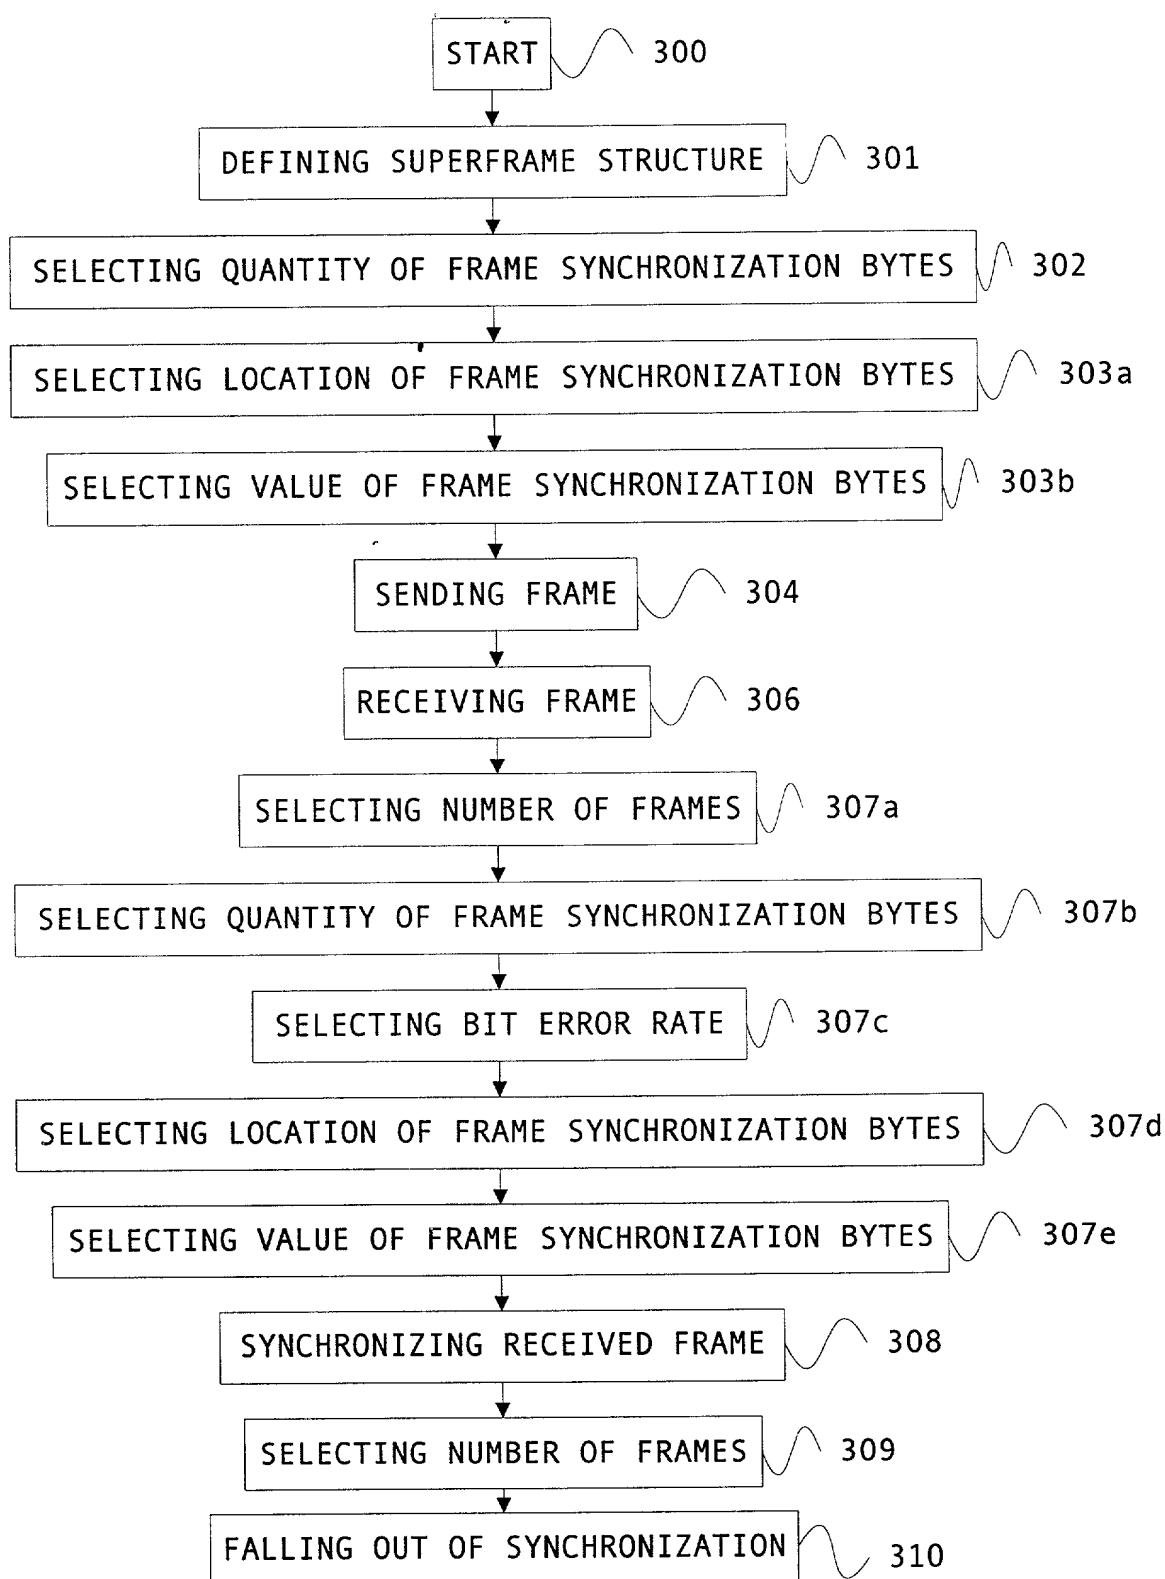 START 300
DEFINING SUPERFRAME STRUCTURE 301
SELECTING QUANTITY OF FRAME SYNCHRONIZATION BYTES 302
SELECTING LOCATION OF FRAME SYNCHRONIZATION BYTES 303a
SELECTING VALUE OF FRAME SYNCHRONIZATION BYTES 303b
SENDING FRAME 304
RECEIVING FRAME 306
SELECTING NUMBER OF FRAMES 307a
SELECTING QUANTITY OF FRAME SYNCHRONIZATION BYTES 307b
SELECTING BIT ERROR RATE 307c
SELECTING LOCATION OF FRAME SYNCHRONIZATION BYTES 307d
SELECTING VALUE OF FRAME SYNCHRONIZATION BYTES 307e
SYNCHRONIZING RECEIVED FRAME 308
SELECTING NUMBER OF FRAMES 309
FALLING OUT OF SYNCHRONIZATION 310